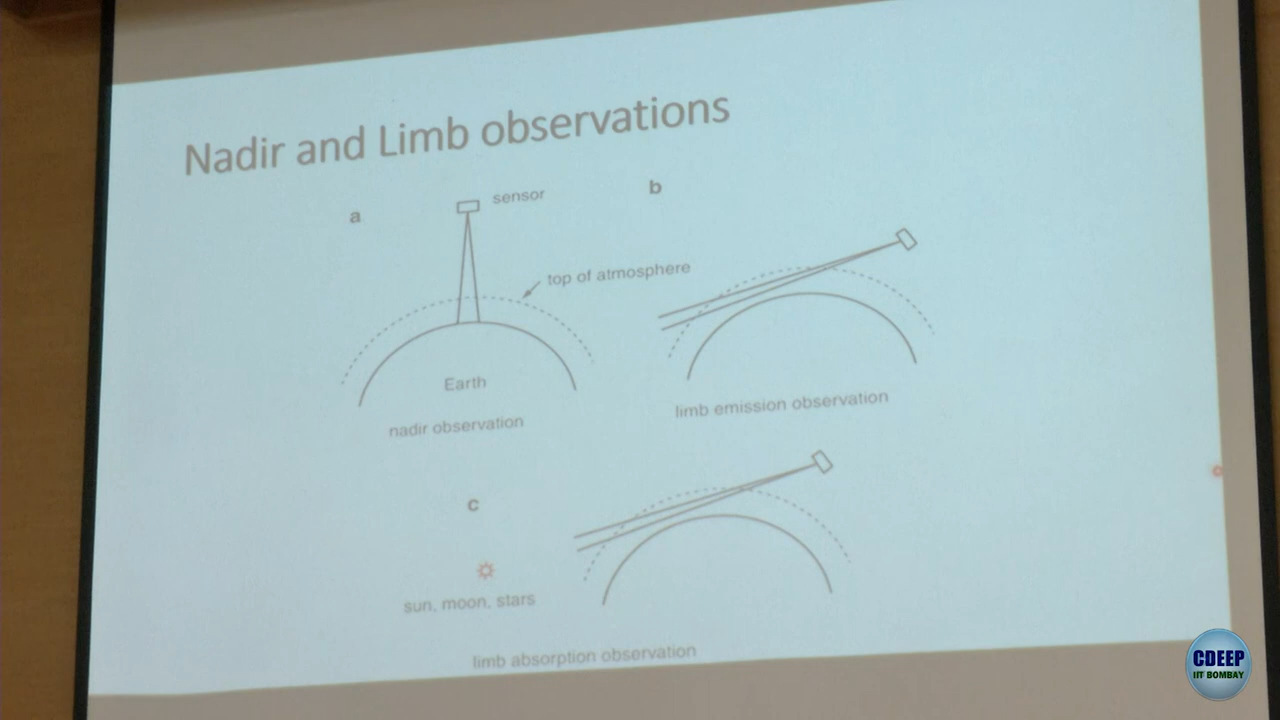 Nadir and Limb observations
a
sensor
b
top of atmosphere
Earth
nadir observation
limb emission observation
c
sun, moon, stars
limb absorption observation
CDEEP
IIT BOMBAY